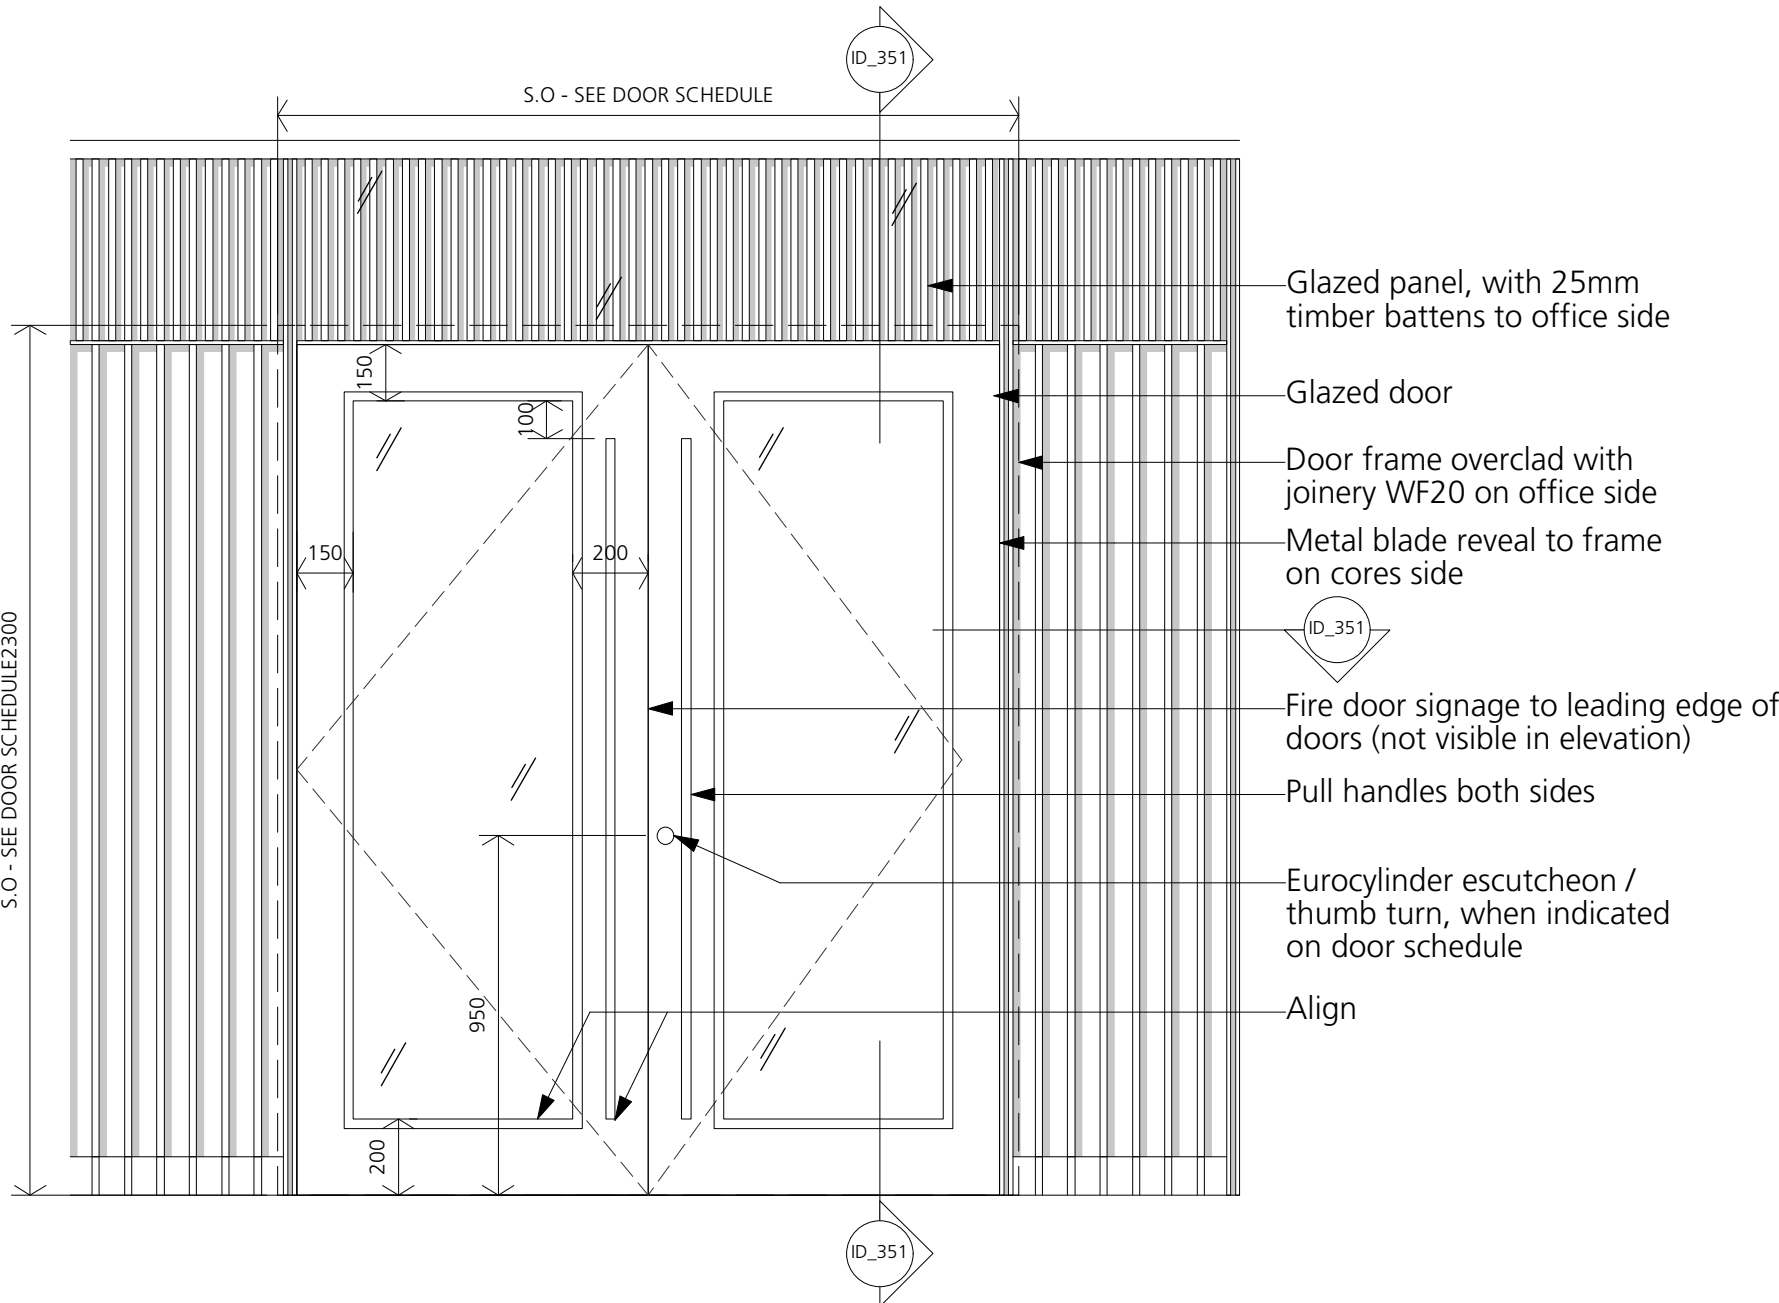 ID_351
S.O - SEE DOOR SCHEDULE
Glazed panel, with 25mm
timber battens to office side
150
Glazed door
100
Door frame overclad with
joinery WF20 on office side
Metal blade reveal to frame
on cores side
150
200
ID_351
S.O - SEE DOOR SCHEDULE2300
Fire door signage to leading edge of
doors (not visible in elevation)
Pull handles both sides
Eurocylinder escutcheon /
thumb turn, when indicated
on door schedule
950
Align
200
ID_351